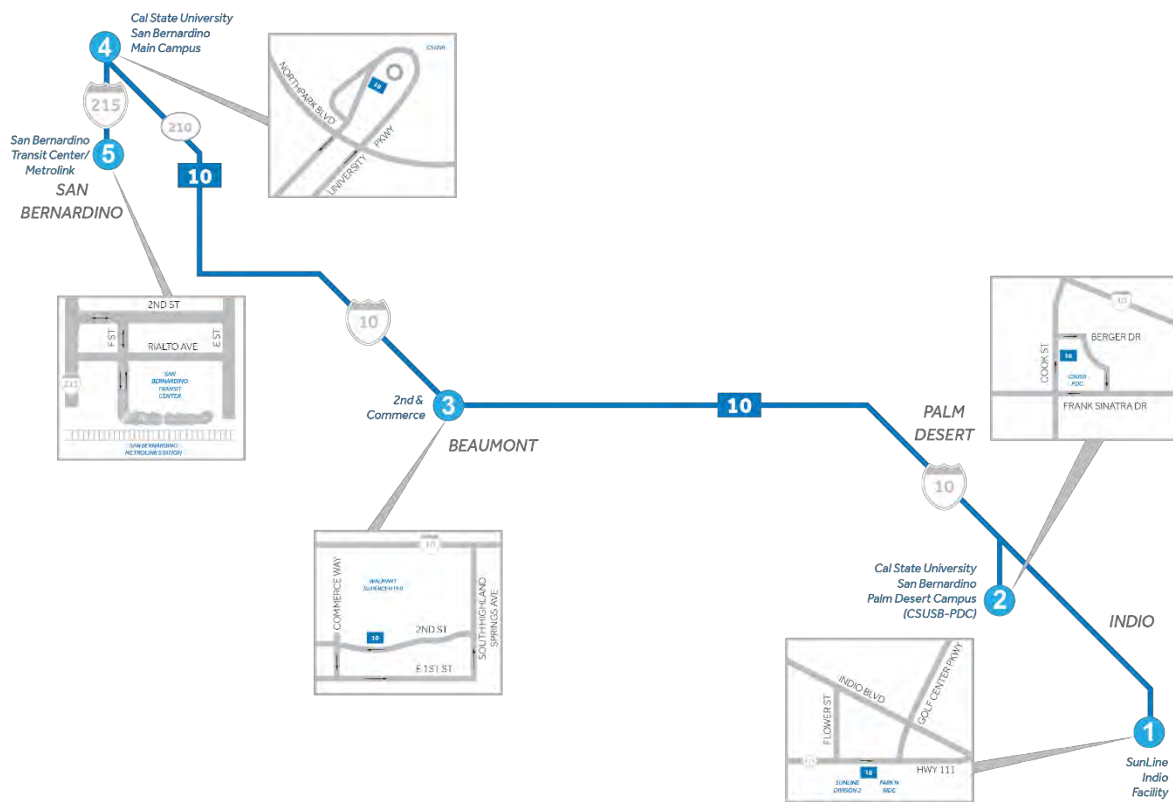 4
Cal State University
San Bernardino
Main Campus
215
210
San Bernardino
Transit Center/
Metrolink
5
10
SAN
BERNARDINO
CSUSB
NORTHPARK BLVD
10
UNIVERSITY PKWY
2ND ST
F ST
E ST
RIALTO AVE
215
SAN
BERNARDINO
TRANSIT
CENTER
SAN BERNARDINO
METROLINK STATION
10
2nd &
Commerce
3
BEAUMONT
10
PALM
DESERT
10
10
BERGER DR
COOK ST
10
CSUSB
PDC
FRANK SINATRA DR
10
COMMERCE WAY
WALMART
SUPERCENTER
SOUTH HIGHLAND
SPRINGS AVE
10
2ND ST
E 1ST ST
Cal State University
San Bernardino
Palm Desert Campus
(CSUSB-PDC)
2
INDIO
INDIO BLVD
GOLF CENTER PKWY
FLOWER ST
HWY 111
10
SUNLINE
DIVISON 2
PARK N
RIDE
1
SunLine
Indio
Facility